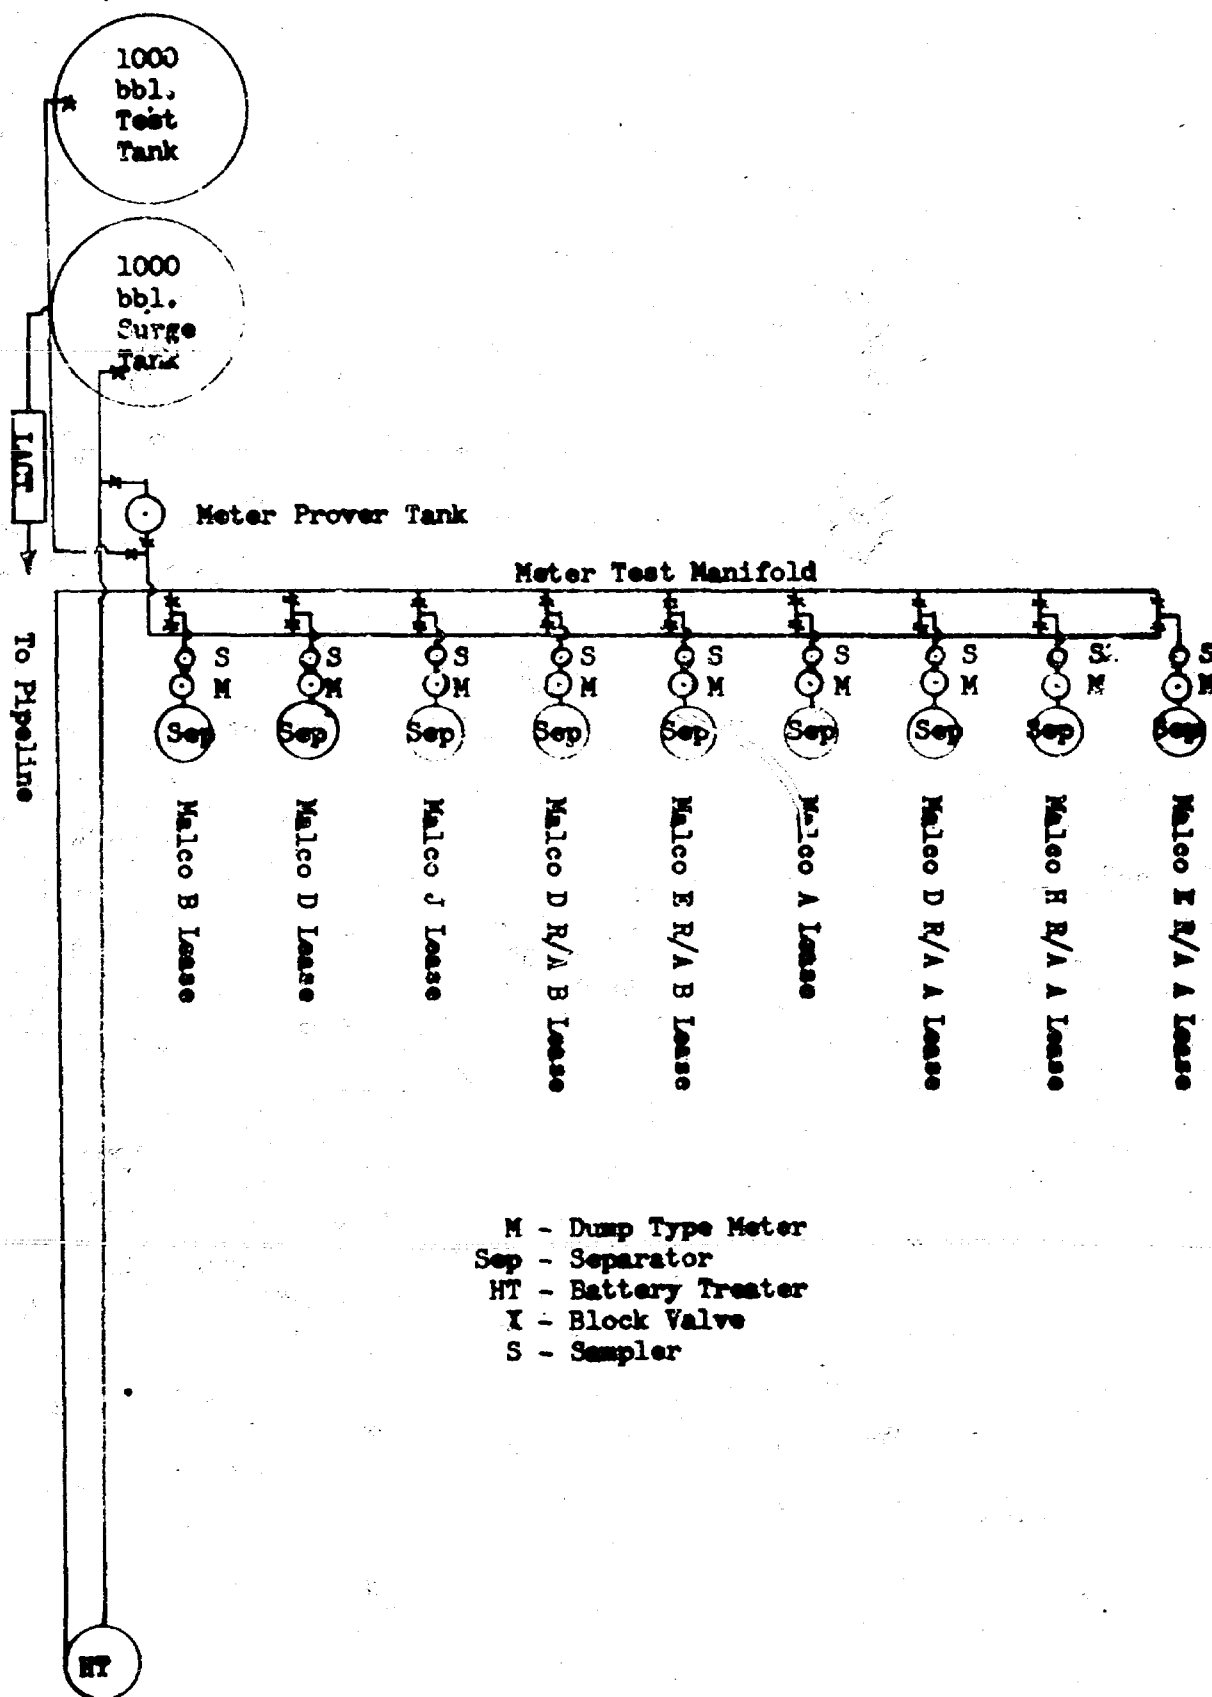 1000
bbl.
Test
Tank
1000
bbl.
Surge
Tank
LACT
To Pipeline
Meter Prover Tank
Meter Test Manifold
S S S S S S S S S
M M M M M M M M M
Sep Sep Sep Sep Sep Sep Sep Sep Sep
Malco B Lease
Malco D Lease
Malco J Lease
Malco D R/A B Lease
Malco E R/A B Lease
Malco A Lease
Malco D R/A A Lease
Malco H R/A A Lease
Malco R/A A Lease
M - Dump Type Meter
Sep - Separator
HT - Battery Treater
X - Block Valve
S - Sampler
HT